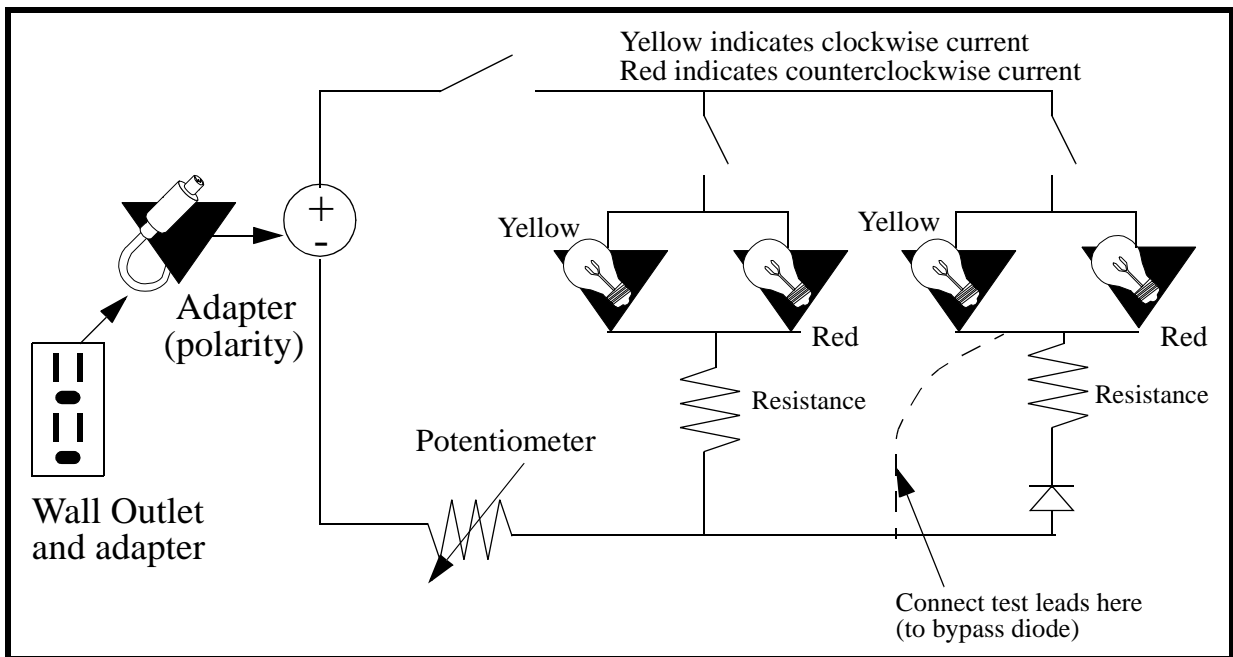 Yellow indicates clockwise current
Red indicates counterclockwise current
+
-
Yellow
Yellow
Adapter
(polarity)
Red
Red
Resistance
Resistance
Potentiometer
Wall Outlet
and adapter
Connect test leads here
(to bypass diode)